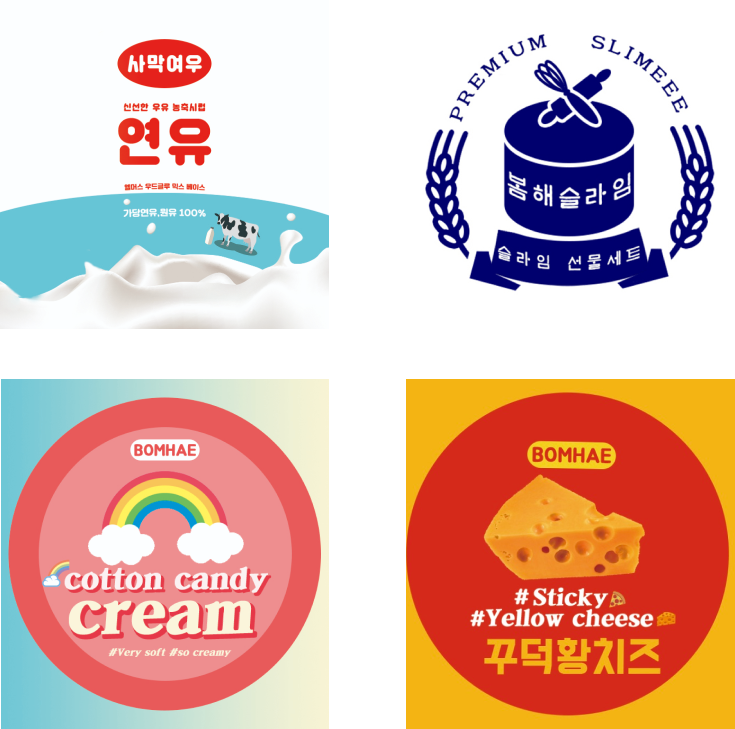 사막여우
신선한 우유 농축시럽
연유
엘머스 우드글루 믹스 베이스
가당연유,원유 100%
PREMIUM SLIMEEE
봄해슬라임
슬라임 선물세트
BOMHAE
cotton candy
cream
#Very soft #so creamy
BOMHAE
#Sticky
#Yellow cheese
꾸덕황치즈